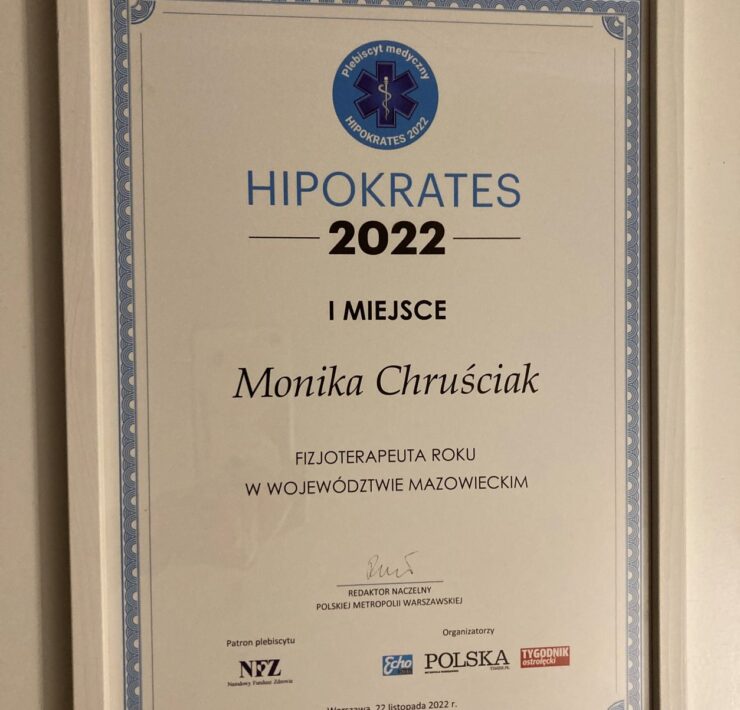 Plebiscyt medyczny
HIPOKRATES 2022
HIPOKRATES
2022
I MIEJSCE
Monika Chruściak
FIZJOTERAPEUTA ROKU
W WOJEWÓDZTWIE MAZOWIECKIM
REDAKTOR NACZELNY
POLSKIEJ METROPOLII WARSZAWSKIEJ
Patron plebiscytu
Organizatorzy
NFZ
Narodowy Fundusz Zdrowia
Echo
POLSKA
TYGODNIK
ostrołęcki
Warszawa, 22 listopada 2022 r.